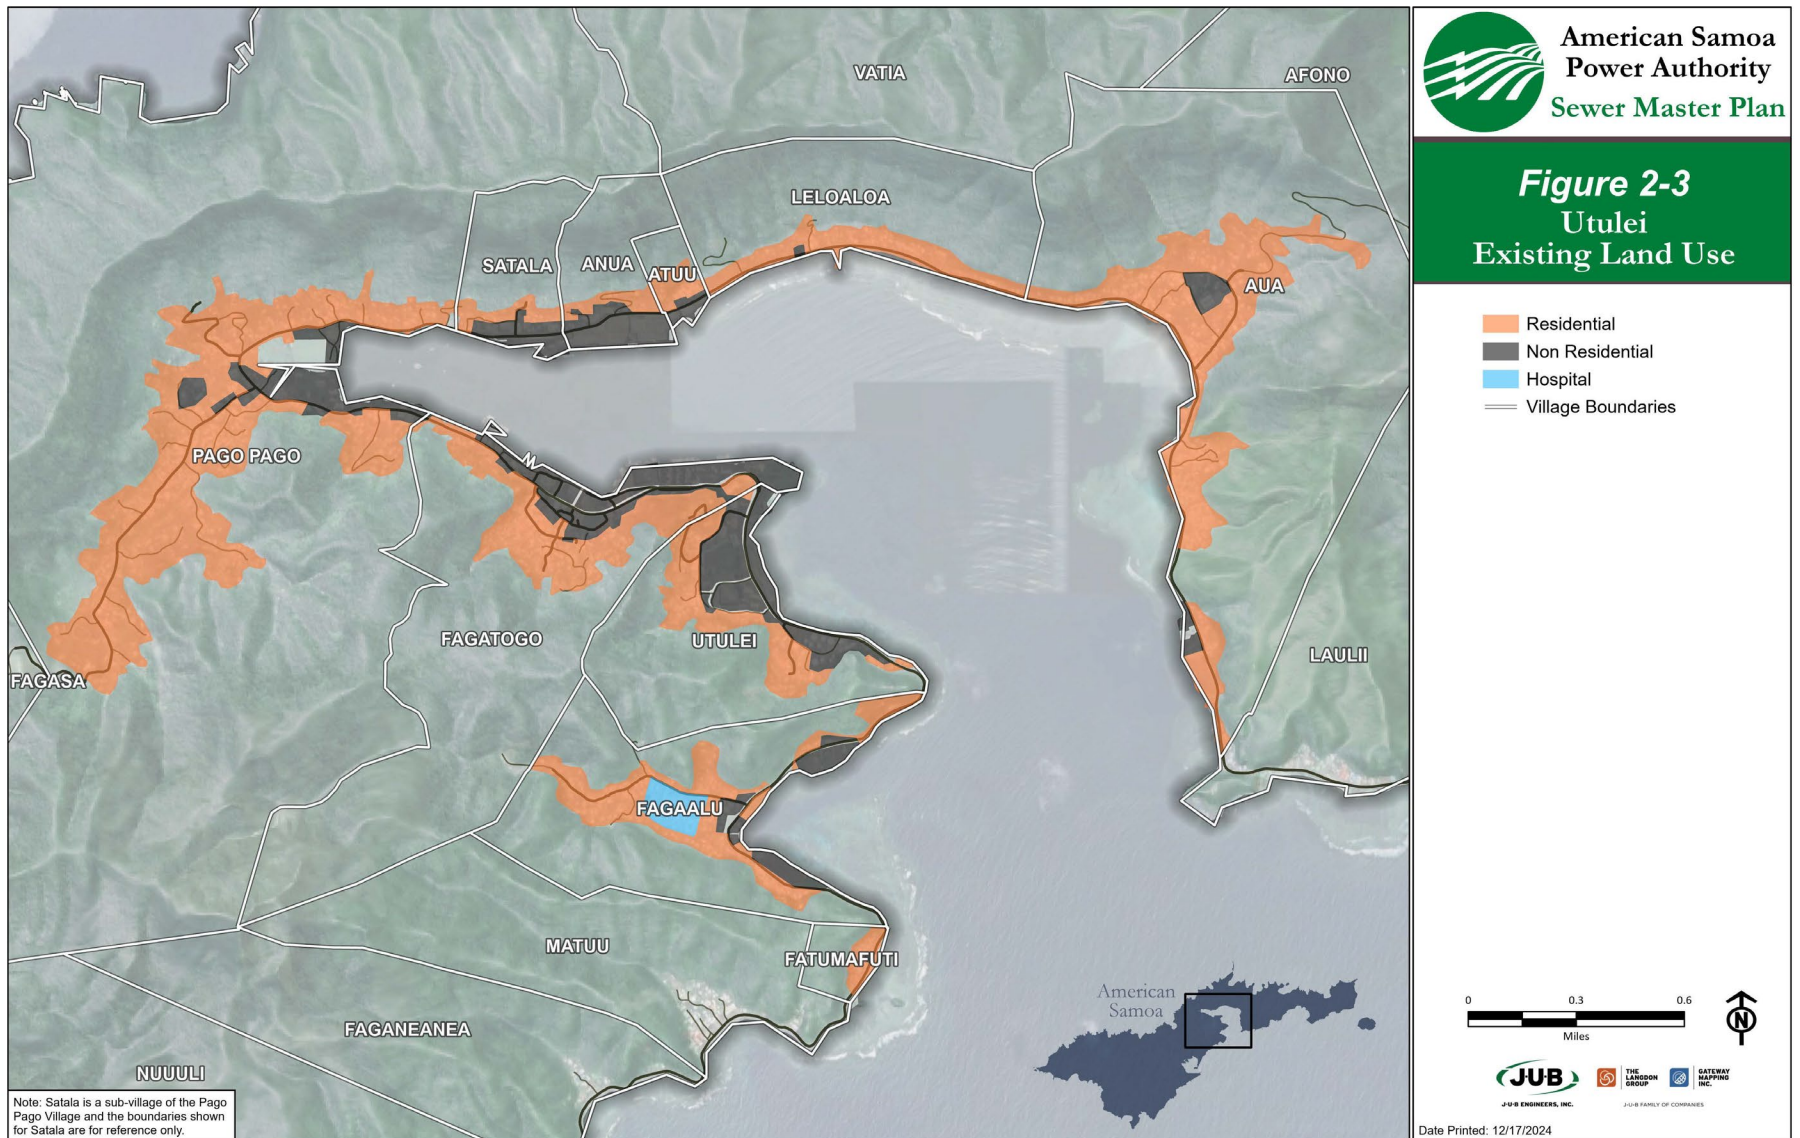 American Samoa
Power Authority
Sewer Master Plan
Figure 2-3
Utulei
Existing Land Use
Residential
Non Residential
Hospital
Village Boundaries
VATIA
AFONO
LELOALOA
SATALA
ANUA
ATUU
AUA
PAGO PAGO
FAGATOGO
UTULEI
LAULII
FAGASA
FAGAALU
MATUU
FATUMAFUTI
FAGANEANEA
NUUULI
American
Samoa
Note: Satala is a sub-village of the Pago
Pago Village and the boundaries shown
for Satala are for reference only.
0 0.3 0.6
Miles
N
J·U·B
J·U·B ENGINEERS, INC.
THE
LANGDON
GROUP
GATEWAY
MAPPING
INC.
J·U·B FAMILY OF COMPANIES
Date Printed: 12/17/2024